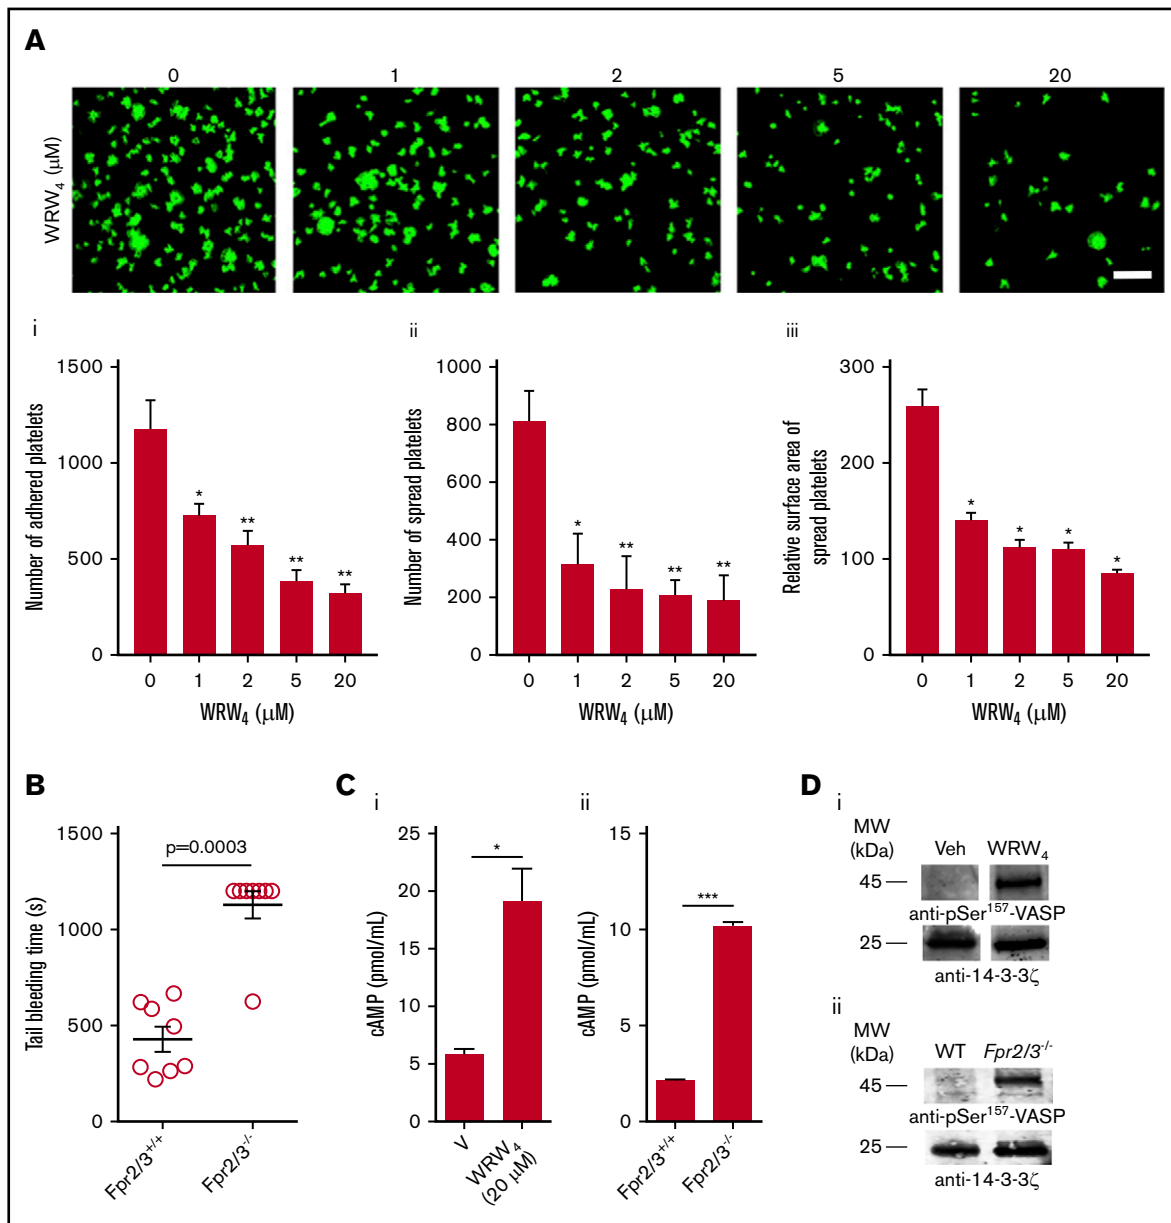 A
0 1 2 5 20
WRW₄ (μM)
i
1500
1000
500
0
Number of adhered platelets
*
**
**
**
0 1 2 5 20
WRW₄ (μM)
ii
1000
800
600
400
200
0
Number of spread platelets
*
**
**
**
0 1 2 5 20
WRW₄ (μM)
iii
300
200
100
0
Relative surface area of
spread platelets
*
*
*
*
0 1 2 5 20
WRW₄ (μM)
B
1500
1000
500
0
Tail bleeding time (s)
p=0.0003
Fpr2/3⁺/⁺
Fpr2/3⁻/⁻
C
i
25
20
15
10
5
0
cAMP (pmol/mL)
*
V
WRW₄
(20 μM)
ii
15
10
5
0
cAMP (pmol/mL)
***
Fpr2/3⁺/⁺
Fpr2/3⁻/⁻
D
i
MW
(kDa)
Veh WRW₄
45
anti-pSer¹⁵⁷-VASP
25
anti-14-3-3ζ
ii
MW
(kDa)
WT Fpr2/3⁻/⁻
45
anti-pSer¹⁵⁷-VASP
25
anti-14-3-3ζ